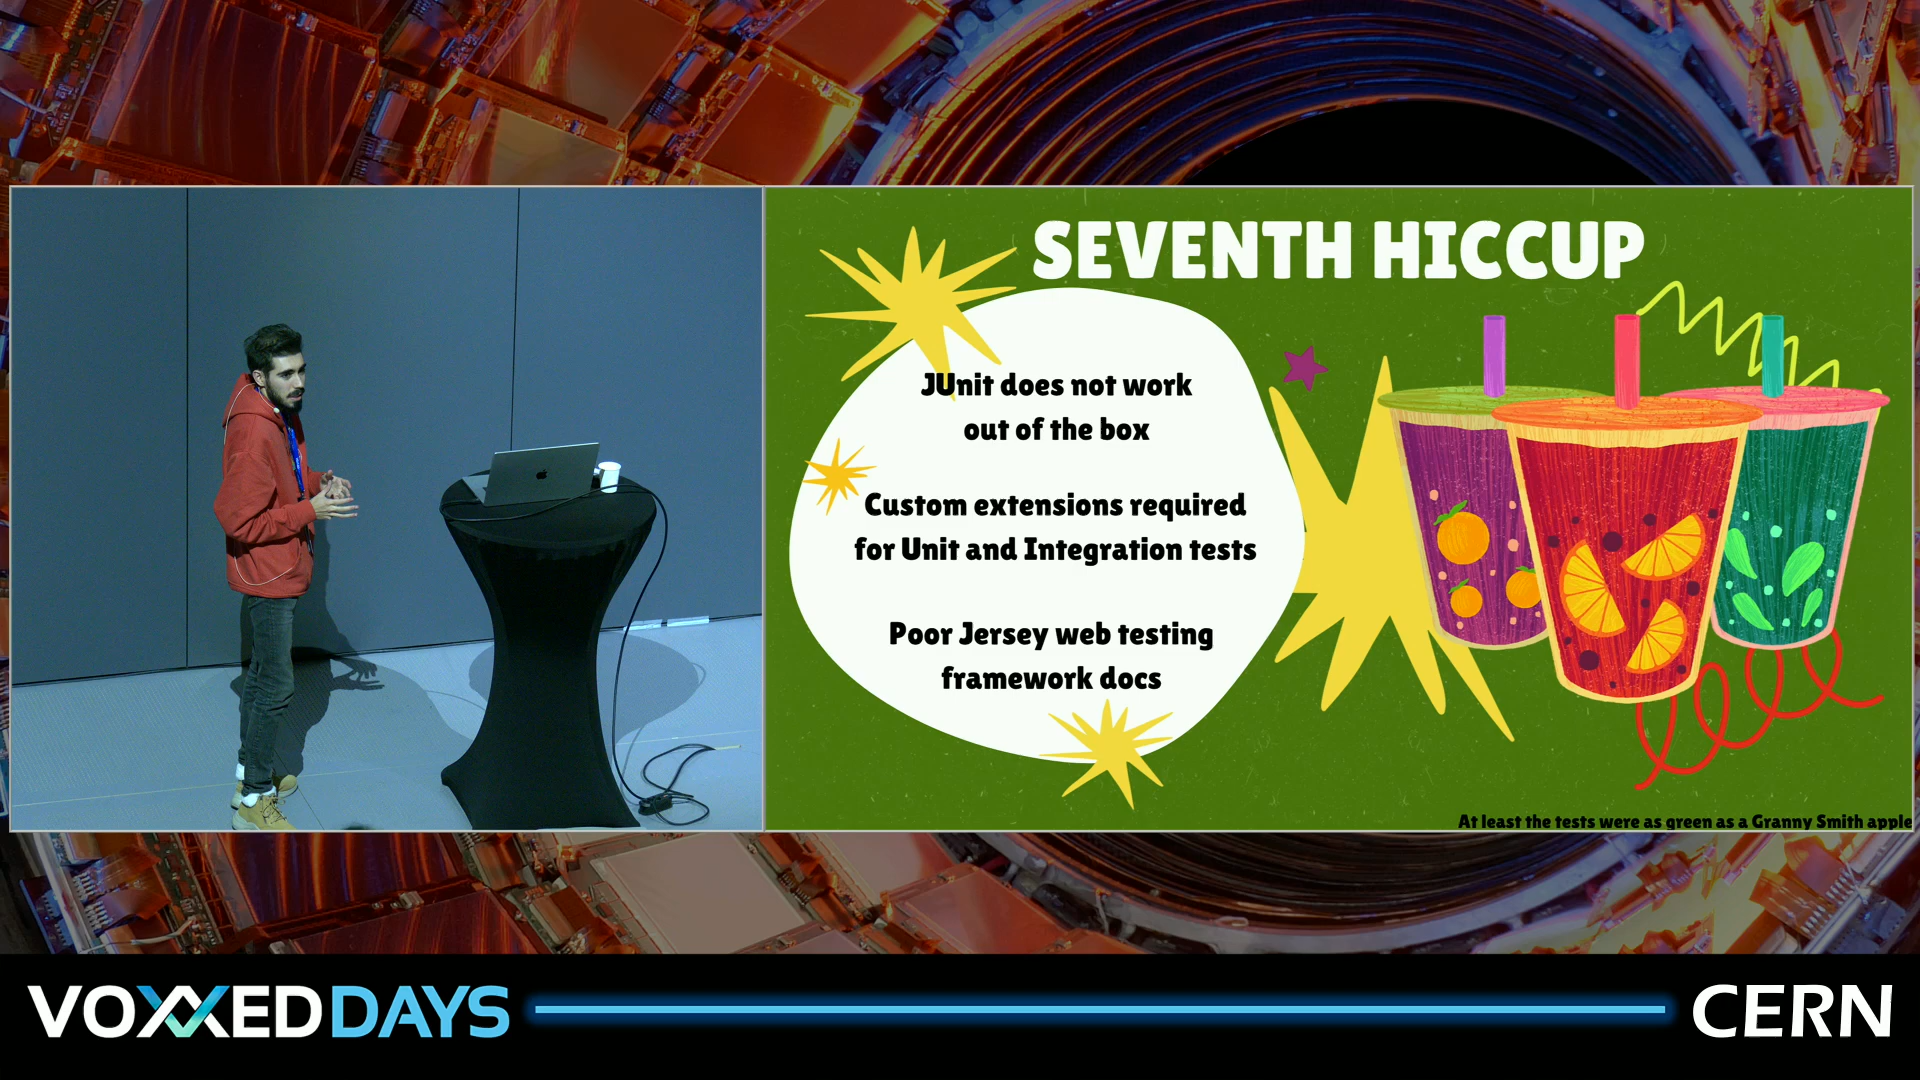 SEVENTH HICCUP
JUnit does not work
out of the box
Custom extensions required
for Unit and Integration tests
Poor Jersey web testing
framework docs
At least the tests were as green as a Granny Smith apple
VOXXEDDAYS
CERN